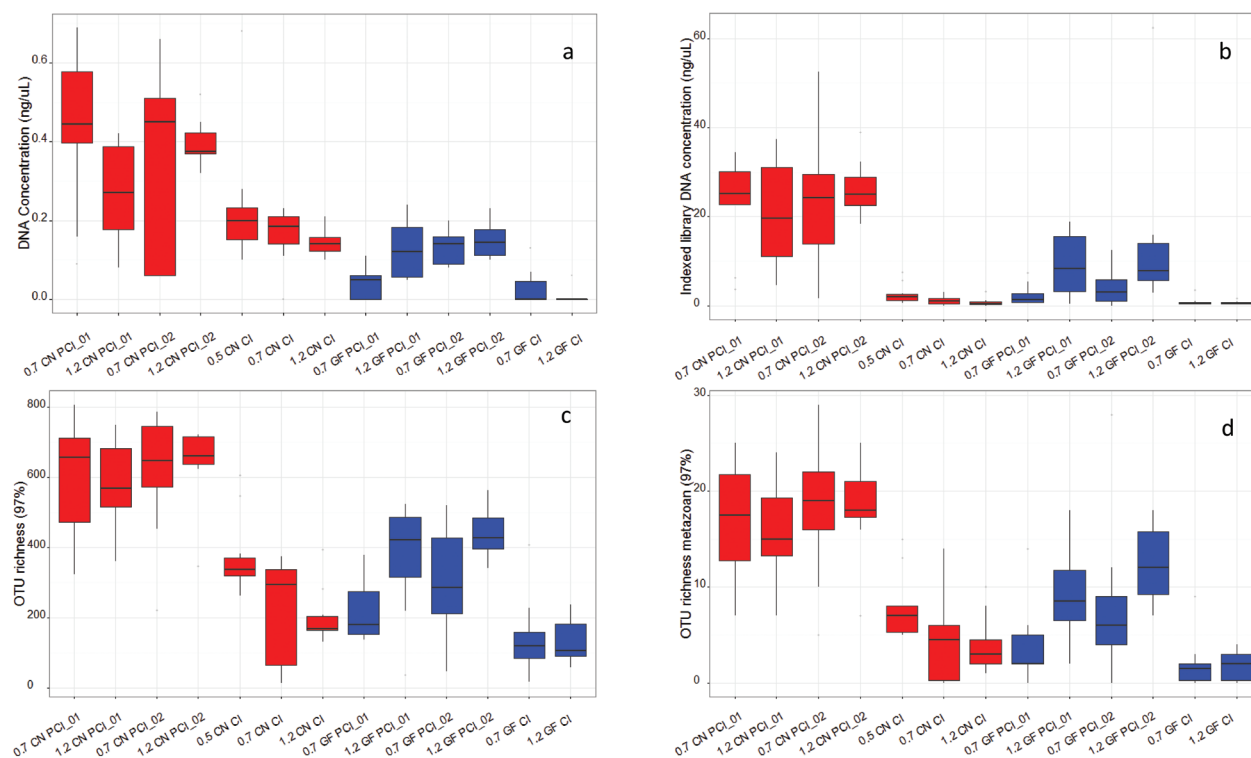 a
DNA Concentration (ng/uL)
0.6
0.4
0.2
0.0
0.7 CN PCI_01
1.2 CN PCI_01
0.7 CN PCI_02
1.2 CN PCI_02
0.5 CN CI
0.7 CN CI
1.2 CN CI
0.7 GF PCI_01
1.2 GF PCI_01
0.7 GF PCI_02
1.2 GF PCI_02
0.7 GF CI
1.2 GF CI
b
Indexed library DNA concentration (ng/uL)
60
40
20
0
0.7 CN PCI_01
1.2 CN PCI_01
0.7 CN PCI_02
1.2 CN PCI_02
0.5 CN CI
0.7 CN CI
1.2 CN CI
0.7 GF PCI_01
1.2 GF PCI_01
0.7 GF PCI_02
1.2 GF PCI_02
0.7 GF CI
1.2 GF CI
c
OTU richness (97%)
800
600
400
200
0
0.7 CN PCI_01
1.2 CN PCI_01
0.7 CN PCI_02
1.2 CN PCI_02
0.5 CN CI
0.7 CN CI
1.2 CN CI
0.7 GF PCI_01
1.2 GF PCI_01
0.7 GF PCI_02
1.2 GF PCI_02
0.7 GF CI
1.2 GF CI
d
OTU richness metazoan (97%)
30
20
10
0
0.7 CN PCI_01
1.2 CN PCI_01
0.7 CN PCI_02
1.2 CN PCI_02
0.5 CN CI
0.7 CN CI
1.2 CN CI
0.7 GF PCI_01
1.2 GF PCI_01
0.7 GF PCI_02
1.2 GF PCI_02
0.7 GF CI
1.2 GF CI